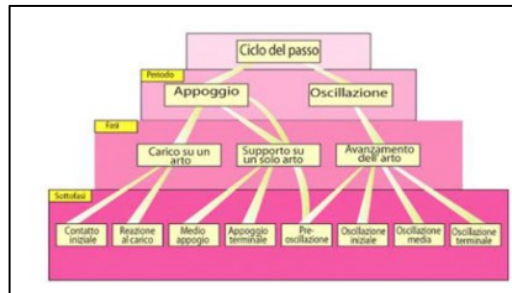 Ciclo del passo
Periodo
Appoggio
Oscillazione
Fasi
Carico su un
arto
Supporto su
un solo arto
Avanzamento
dell'arto
Sottofasi
Contatto
iniziale
Reazione
al carico
Medio
appogio
Appoggio
terminale
Pre-
oscillazione
Oscillazione
iniziale
Oscillazione
media
Oscillazione
terminale